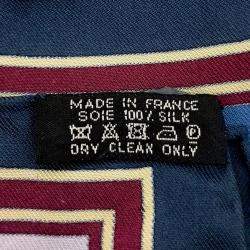 MADE IN FRANCE
SOIE 100% SILK
DRY CLEAN ONLY